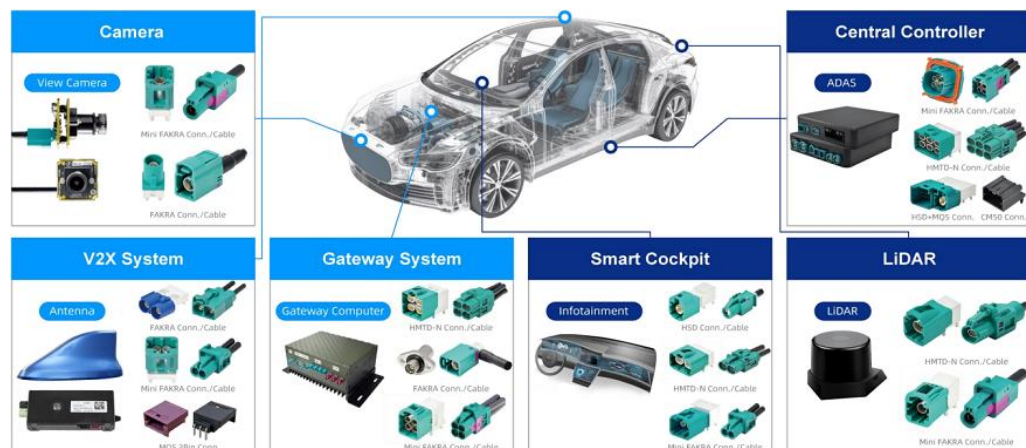 Camera
View Camera
Mini FAKRA Conn./Cable
FAKRA Conn./Cable
Central Controller
ADAS
Mini FAKRA Conn./Cable
HMTD-N Conn./Cable
HSD+MQS Conn.
CM50 Conn.
V2X System
Antenna
FAKRA Conn./Cable
Mini FAKRA Conn./Cable
MQS 3Pin Conn.
Gateway System
Gateway Computer
HMTD-N Conn./Cable
FAKRA Conn./Cable
Mini FAKRA Conn./Cable
Smart Cockpit
Infotainment
HSD Conn./Cable
HMTD-N Conn./Cable
Mini FAKRA Conn./Cable
LiDAR
LiDAR
HMTD-N Conn./Cable
Mini FAKRA Conn./Cable